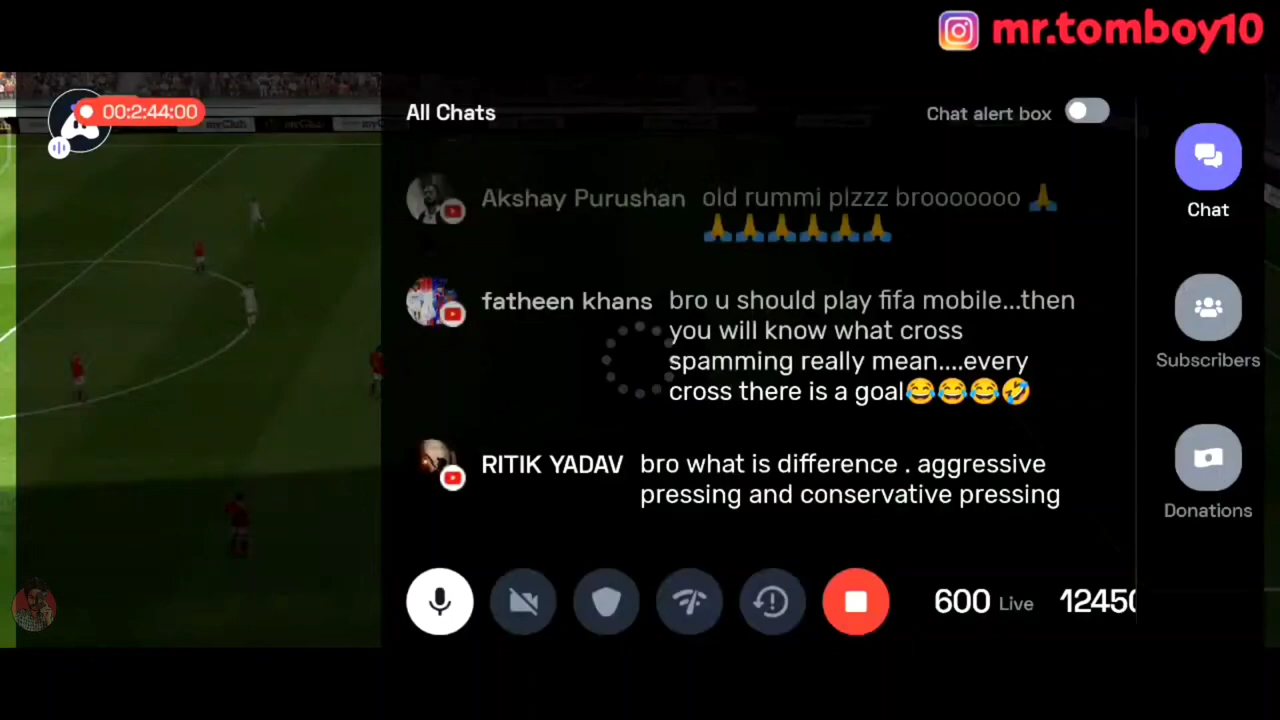 mr.tomboy10
00:2:44:00
myClub
All Chats
Chat alert box
Akshay Purushan old rummi plzzz brooooooo 🙏
🙏🙏🙏🙏🙏🙏
Chat
fatheen khans bro u should play fifa mobile...then
you will know what cross
spamming really mean....every
cross there is a goal😂😂😂🤣
Subscribers
RITIK YADAV bro what is difference . aggressive
pressing and conservative pressing
Donations
600 Live 12450